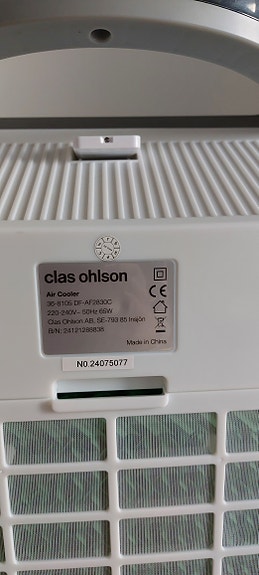 clas ohlson
Air Cooler
36-8105 DF-AF2830C
220-240V~ 50Hz 65W
Clas Ohlson AB, SE-793 85 Insjön
B/N: 24121298838
Made in China
N0.24075077